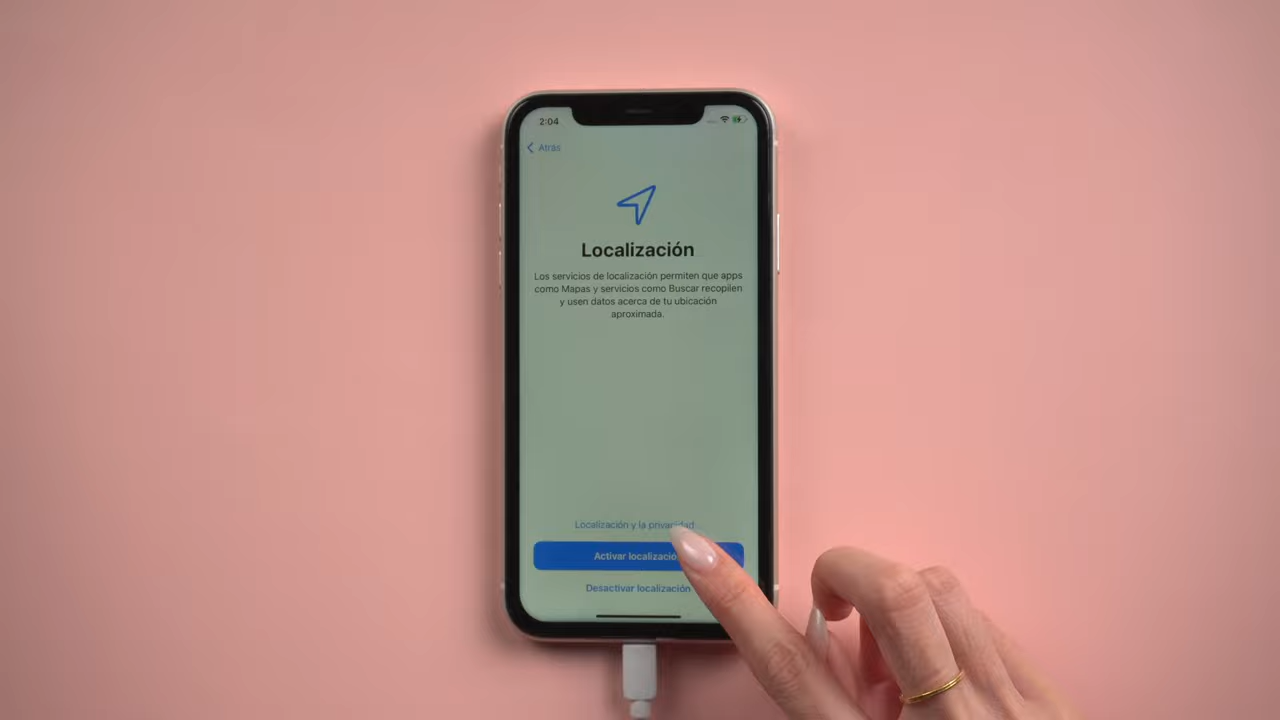 2:04
Atrás
Localización
Los servicios de localización permiten que apps
como Mapas y servicios como Buscar recopilen
y usen datos acerca de tu ubicación
aproximada.
Localización y la privacidad
Activar localización
Desactivar localización